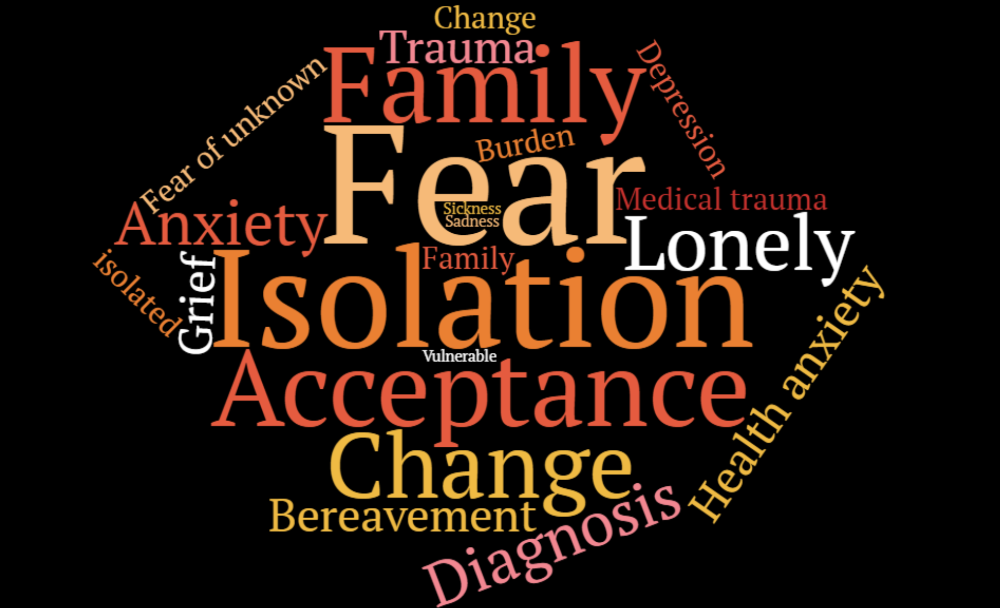 Change
Trauma
Family
Depression
Fear of unknown
Burden
Fear
Medical trauma
Sickness
Sadness
Anxiety
Lonely
Family
isolated
Grief
Isolation
Health anxiety
Vulnerable
Acceptance
Change
Bereavement
Diagnosis